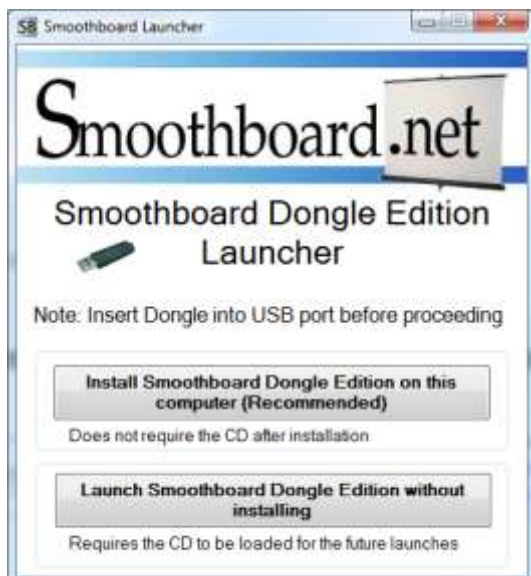 SB Smoothboard Launcher
Smoothboard.net
Smoothboard Dongle Edition
Launcher
Note: Insert Dongle into USB port before proceeding
Install Smoothboard Dongle Edition on this
computer (Recommended)
Does not require the CD after installation
Launch Smoothboard Dongle Edition without
installing
Requires the CD to be loaded for the future launches